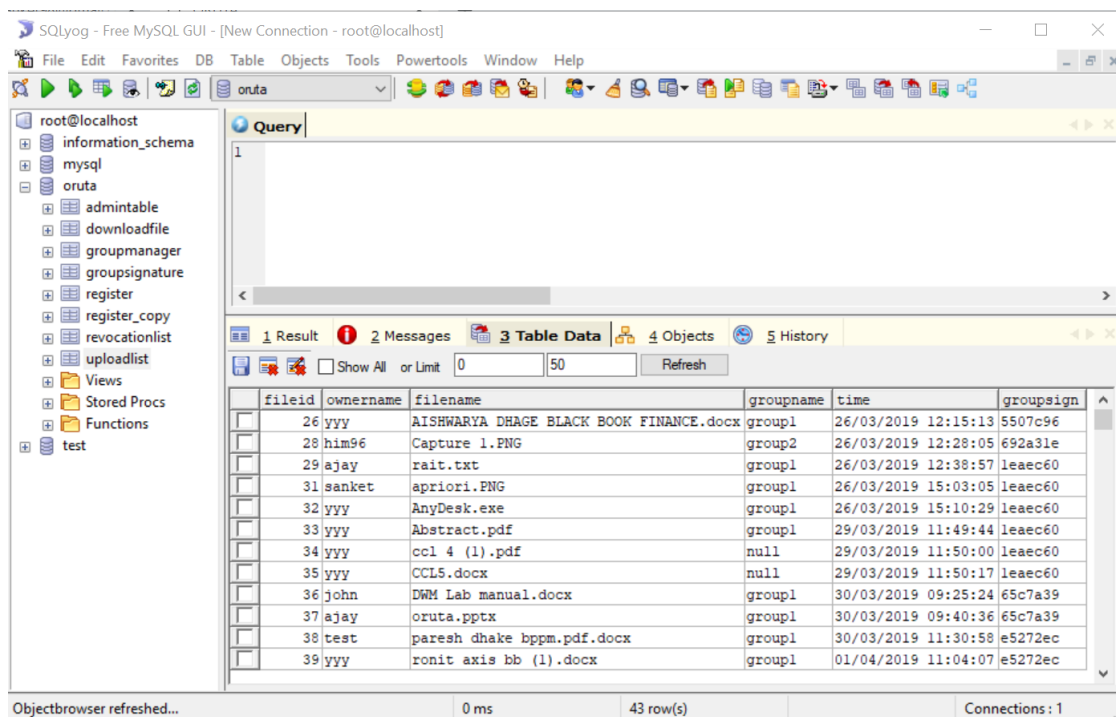 SQLyog - Free MySQL GUI - [New Connection - root@localhost]
File Edit Favorites DB Table Objects Tools Powertools Window Help
oruta
root@localhost
information_schema
mysql
oruta
admintable
downloadfile
groupmanager
groupsignature
register
register_copy
revocationlist
uploadlist
Views
Stored Procs
Functions
test
Query
1
1 Result 2 Messages 3 Table Data 4 Objects 5 History
Show All or Limit 0 50 Refresh
fileid ownername filename groupname time groupsign
26 yyy AISHWARYA DHAGE BLACK BOOK FINANCE.docx group1 26/03/2019 12:15:13 5507c96
28 him96 Capture 1.PNG group2 26/03/2019 12:28:05 692a31e
29 ajay rait.txt group1 26/03/2019 12:38:57 1eaec60
31 sanket apriori.PNG group1 26/03/2019 15:03:05 1eaec60
32 yyy AnyDesk.exe group1 26/03/2019 15:10:29 1eaec60
33 yyy Abstract.pdf group1 29/03/2019 11:49:44 1eaec60
34 yyy ccl 4 (1).pdf null 29/03/2019 11:50:00 1eaec60
35 yyy CCL5.docx null 29/03/2019 11:50:17 1eaec60
36 john DWM Lab manual.docx group1 30/03/2019 09:25:24 65c7a39
37 ajay oruta.pptx group1 30/03/2019 09:40:36 65c7a39
38 test paresh dhake bppm.pdf.docx group1 30/03/2019 11:30:58 e5272ec
39 yyy ronit axis bb (1).docx group1 01/04/2019 11:04:07 e5272ec
Objectbrowser refreshed... 0 ms 43 row(s) Connections : 1